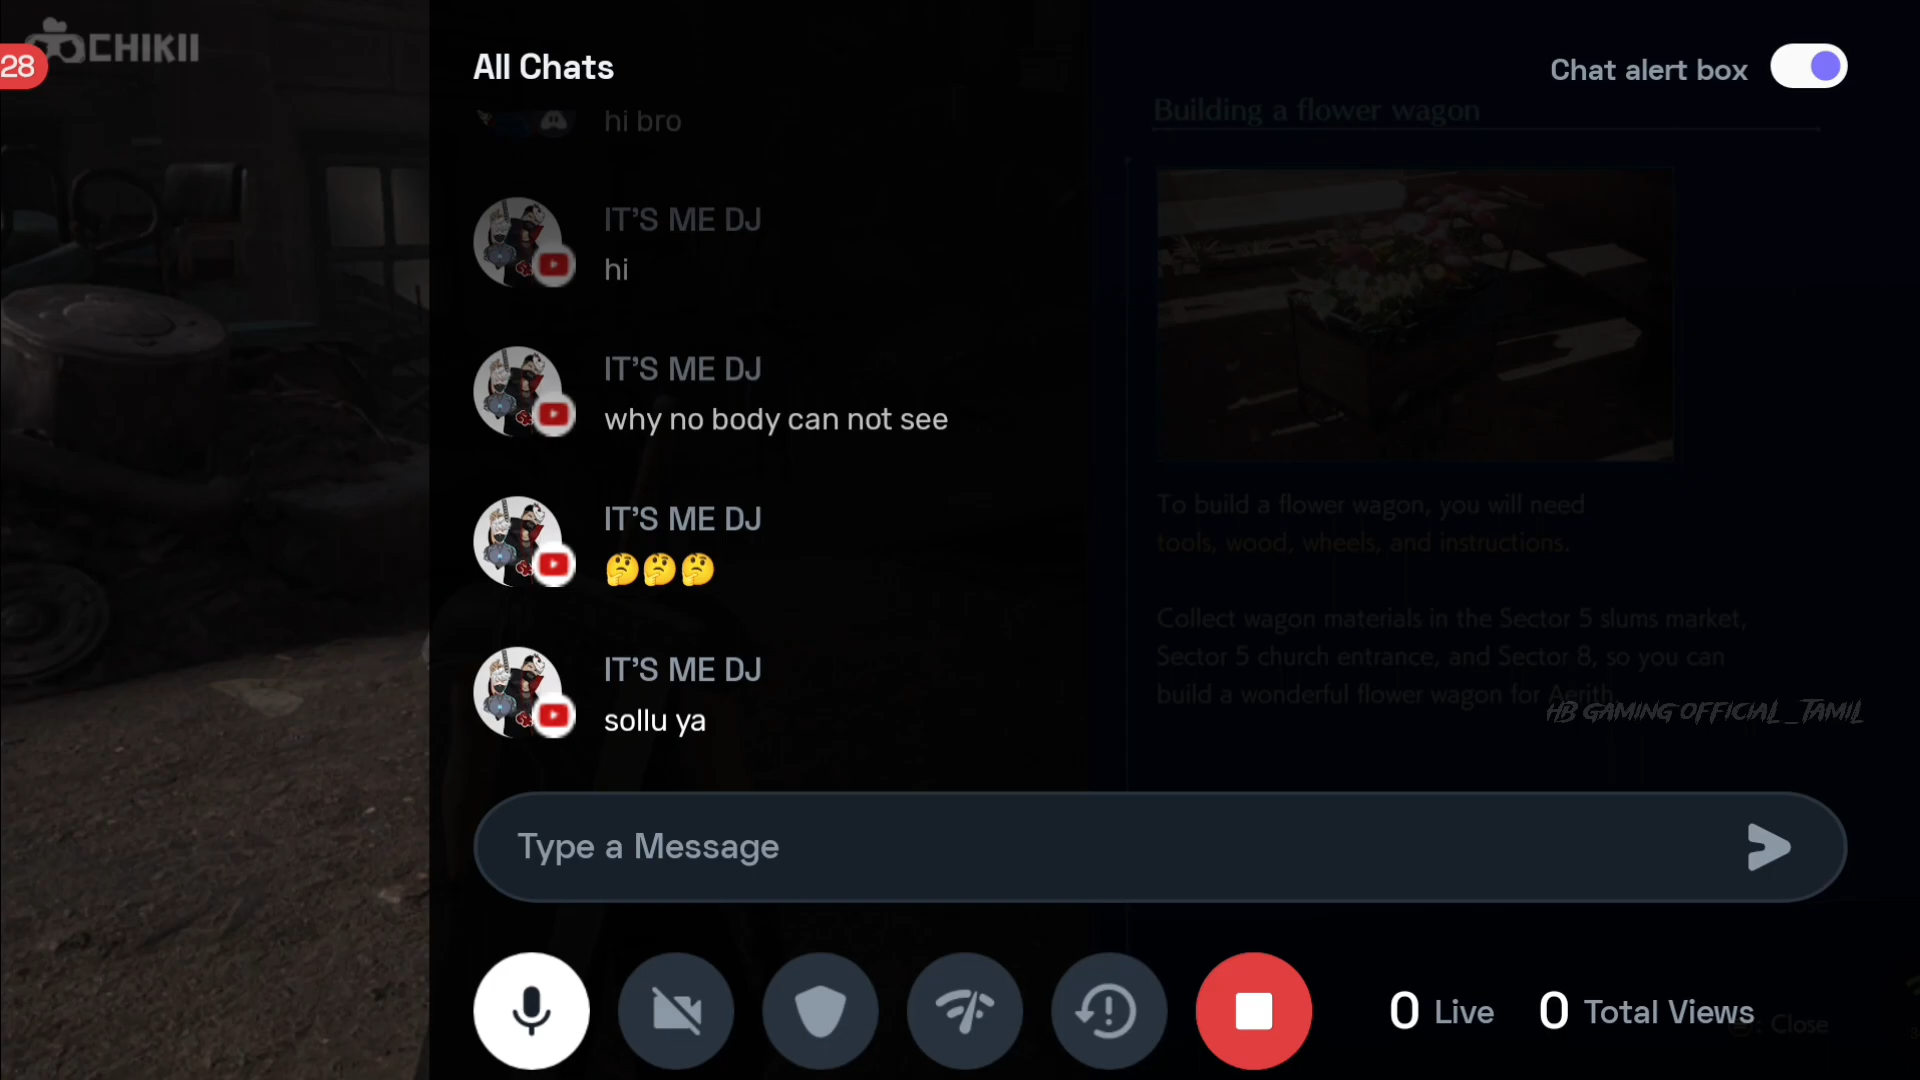 CHIKII
28
All Chats
Chat alert box
Building a flower wagon
hi bro
IT'S ME DJ
hi
IT'S ME DJ
why no body can not see
IT'S ME DJ
🤔🤔🤔
IT'S ME DJ
sollu ya
To build a flower wagon, you will need
tools, wood, wheels, and instructions.
Collect wagon materials in the Sector 5 slums market,
Sector 5 church entrance, and Sector 8, so you can
build a wonderful flower wagon for Aerith.
HB GAMING OFFICIAL_TAMIL
Type a Message
0 Live 0 Total Views
Close